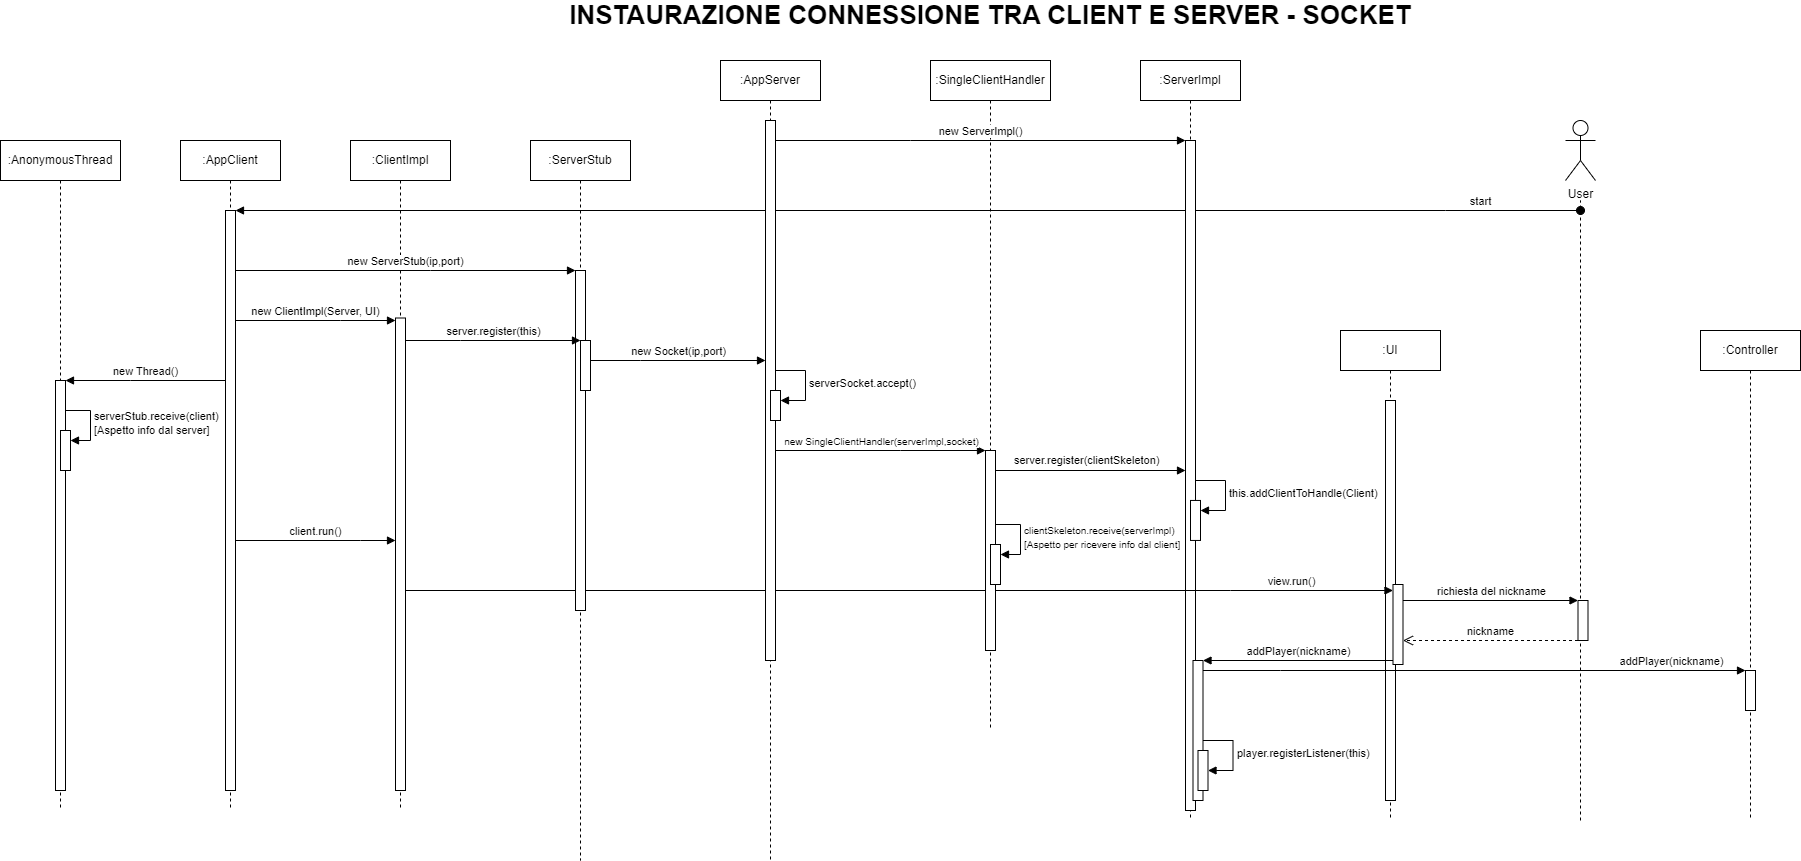 INSTAURAZIONE CONNESSIONE TRA CLIENT E SERVER - SOCKET
:AppServer
:SingleClientHandler
:ServerImpl
new ServerImpl()
:AnonymousThread
:AppClient
:ClientImpl
:ServerStub
User
start
new ServerStub(ip,port)
new ClientImpl(Server, UI)
server.register(this)
new Socket(ip,port)
:UI
:Controller
new Thread()
serverSocket.accept()
serverStub.receive(client)
[Aspetto info dal server]
new SingleClientHandler(serverImpl,socket)
server.register(clientSkeleton)
this.addClientToHandle(Client)
client.run()
clientSkeleton.receive(serverImpl)
[Aspetto per ricevere info dal client]
view.run()
richiesta del nickname
nickname
addPlayer(nickname)
addPlayer(nickname)
player.registerListener(this)